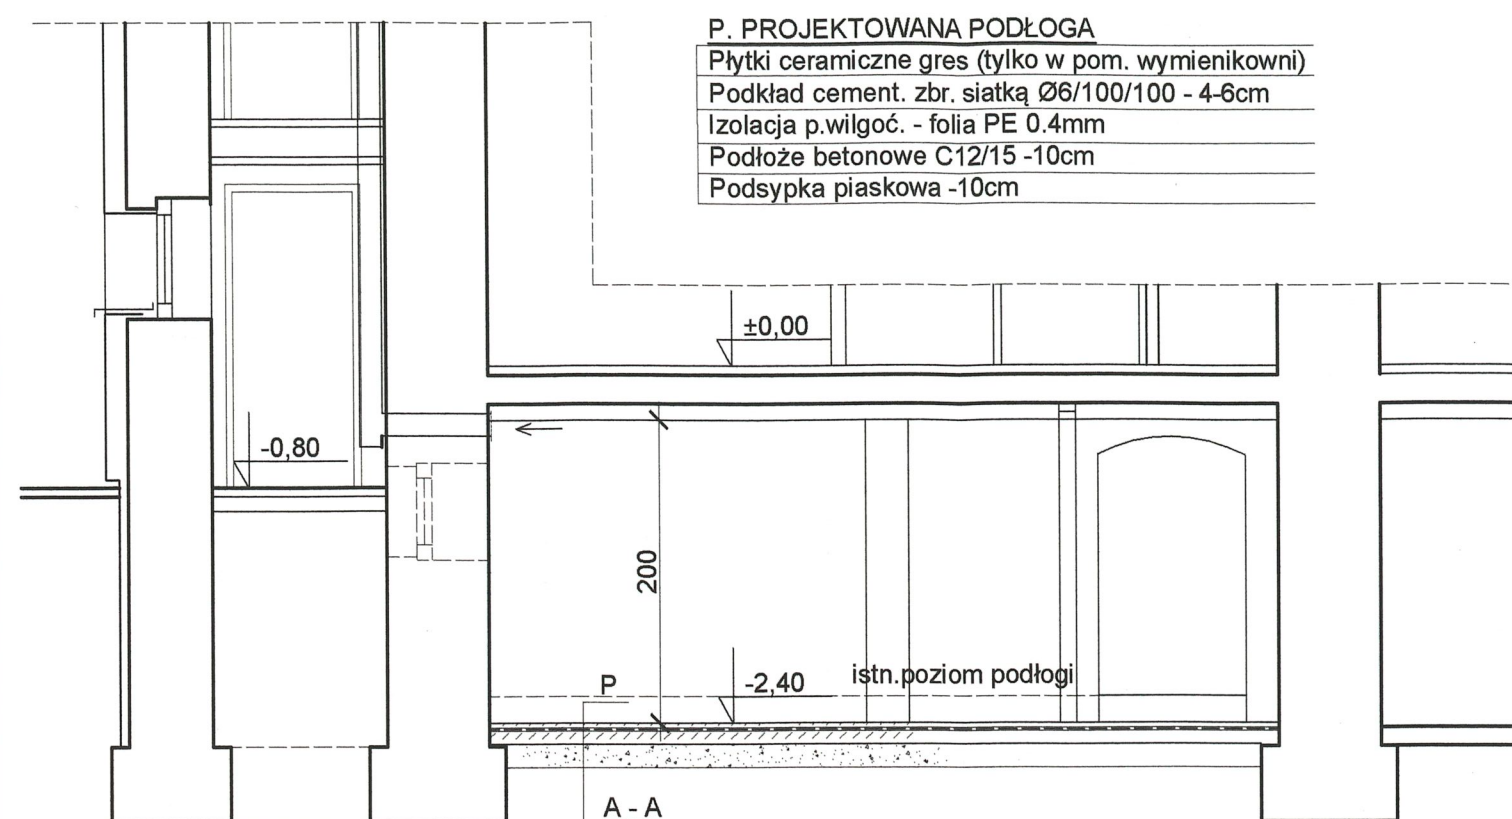 P. PROJEKTOWANA PODŁOGA
Płytki ceramiczne gres (tylko w pom. wymienikowni)
Podkład cement. zbr. siatką Ø6/100/100 - 4-6cm
Izolacja p.wilgoć. - folia PE 0.4mm
Podłoże betonowe C12/15 -10cm
Podsypka piaskowa -10cm
±0,00
-0,80
200
P
-2,40
istn.poziom podłogi
A - A